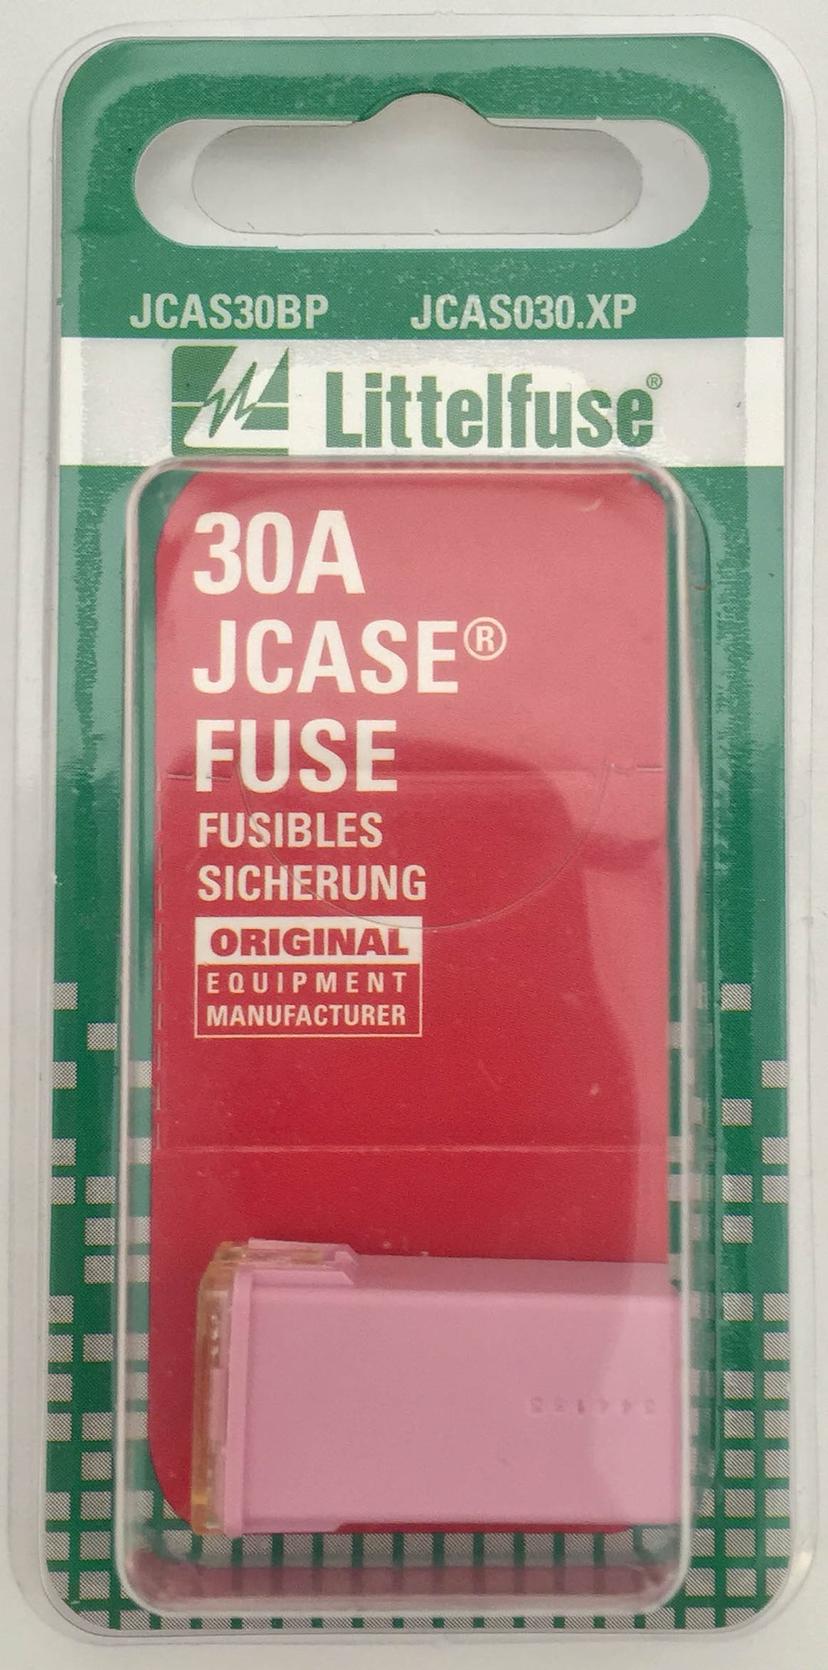 JCAS30BP JCAS030.XP
Littelfuse®
30A
JCASE®
FUSE
FUSIBLES
SICHERUNG
ORIGINAL
EQUIPMENT
MANUFACTURER